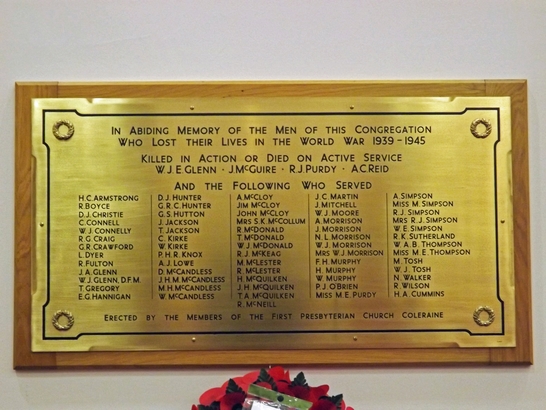 In Abiding Memory of the Men of this Congregation
Who Lost their Lives in the World War 1939-1945
Killed in Action or Died on Active Service
W.J.E.Glenn · J.McGuire · R.J.Purdy · A.C.Reid
And the Following Who Served
H.C.Armstrong
R.Boyce
D.J.Christie
C.Connell
W.J.Connelly
R.G.Craig
G.R.Crawford
L.Dyer
R.Fulton
J.A.Glenn
W.J.Glenn, D.F.M.
T.Gregory
E.G.Hannigan
D.J.Hunter
G.R.C.Hunter
G.S.Hutton
J.Jackson
T.Jackson
C.Kirke
W.Kirke
P.H.R.Knox
A.J.Lowe
D.McCandless
J.H.M.McCandless
M.H.McCandless
W.McCandless
A.McCloy
Jim McCloy
John McCloy
Mrs S.K.McCollum
R.McDonald
T.McDonald
W.J.McDonald
R.J.McKeag
M.McLester
R.McLester
H.McQuilken
J.H.McQuilken
T.A.McQuilken
R.McNeill
J.C.Martin
J.Mitchell
W.J.Moore
A.Morrison
J.Morrison
N.L.Morrison
W.J.Morrison
Mrs W.J.Morrison
F.H.Murphy
H.Murphy
W.Murphy
P.J.O'Brien
Miss M.E.Purdy
A.Simpson
Miss M.Simpson
R.J.Simpson
Mrs R.J.Simpson
W.E.Simpson
R.K.Sutherland
W.A.B.Thompson
Miss M.E.Thompson
M.Tosh
W.J.Tosh
N.Walker
R.Wilson
H.A.Cummins
Erected by the Members of the First Presbyterian Church Coleraine